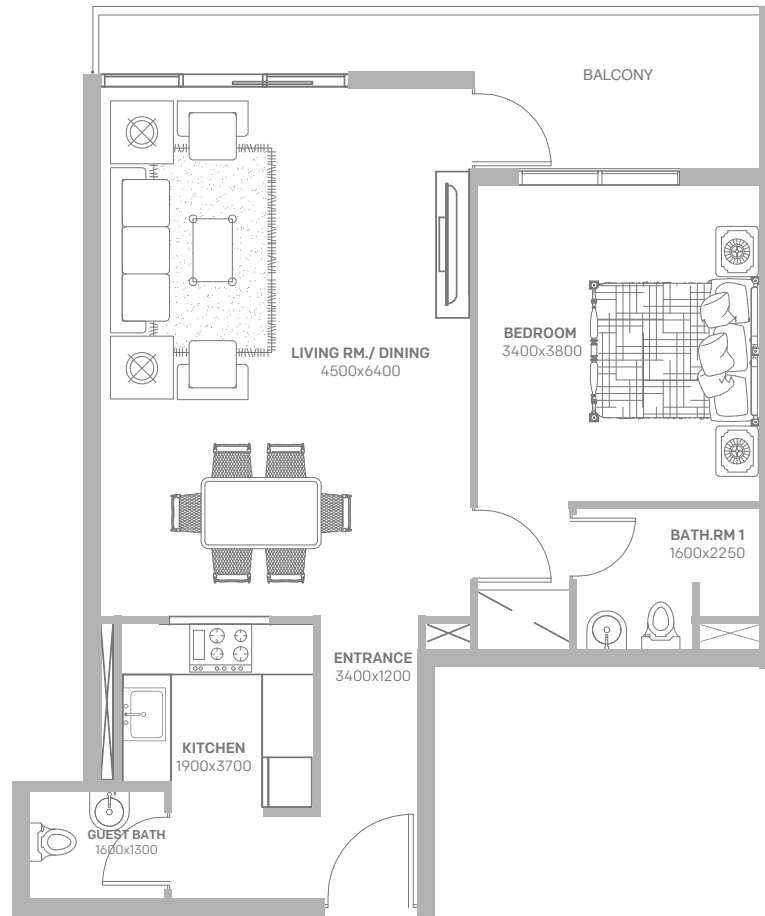 BALCONY
LIVING RM./ DINING
4500x6400
BEDROOM
3400x3800
BATH.RM 1
1600x2250
ENTRANCE
3400x1200
KITCHEN
1900x3700
GUEST BATH
1600x1300